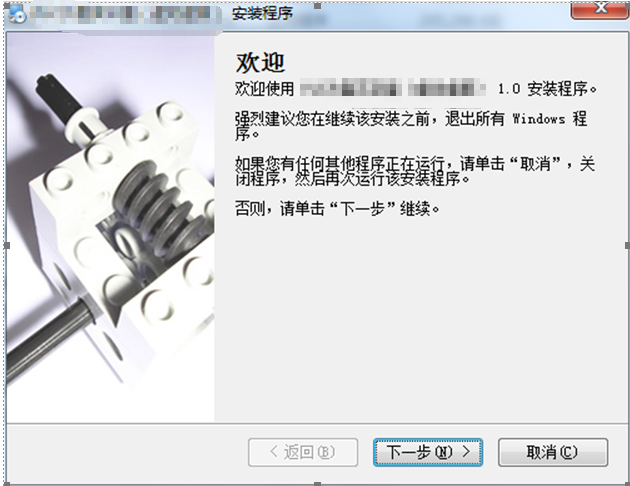 安装程序
欢迎
欢迎使用 1.0 安装程序。
强烈建议您在继续该安装之前，退出所有 Windows 程
序。
如果您有任何其他程序正在运行，请单击“取消”，关
闭程序，然后再次运行该安装程序。
否则，请单击“下一步”继续。
< 返回(B)
下一步(N) >
取消(C)